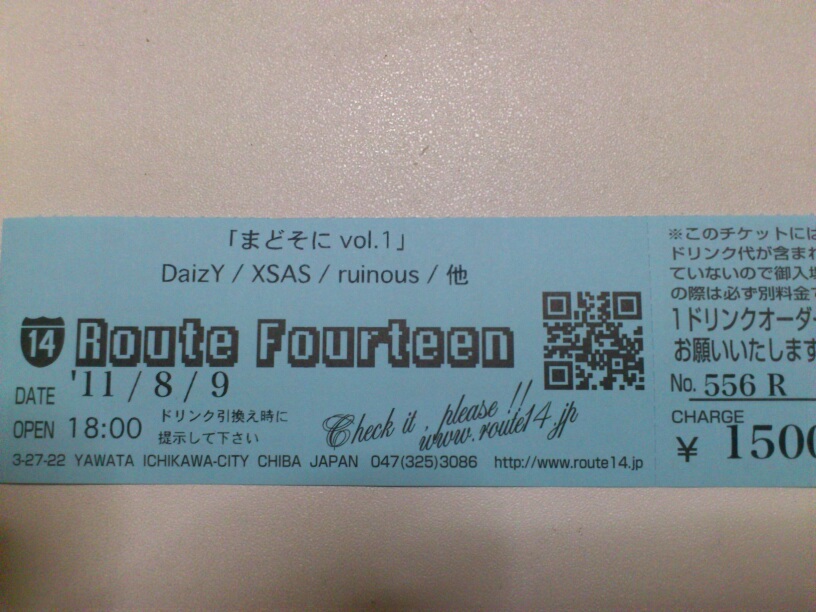 「まどそに vol.1」
DaizY / XSAS / ruinous / 他
14 Route Fourteen
DATE '11 / 8 / 9
OPEN 18:00
ドリンク引換え時に
提示して下さい
Check it, please !!
www.route14.jp
3-27-22 YAWATA ICHIKAWA-CITY CHIBA JAPAN 047(325)3086 http://www.route14.jp
※このチケットには
ドリンク代が含まれ
ていないので御入場
の際は必ず別料金で
1ドリンクオーダー
お願いいたします
No. 556 R
CHARGE
¥ 1500